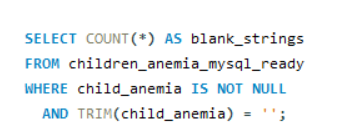 SELECT COUNT(*) AS blank_strings
FROM children_anemia_mysql_ready
WHERE child_anemia IS NOT NULL
AND TRIM(child_anemia) = '';